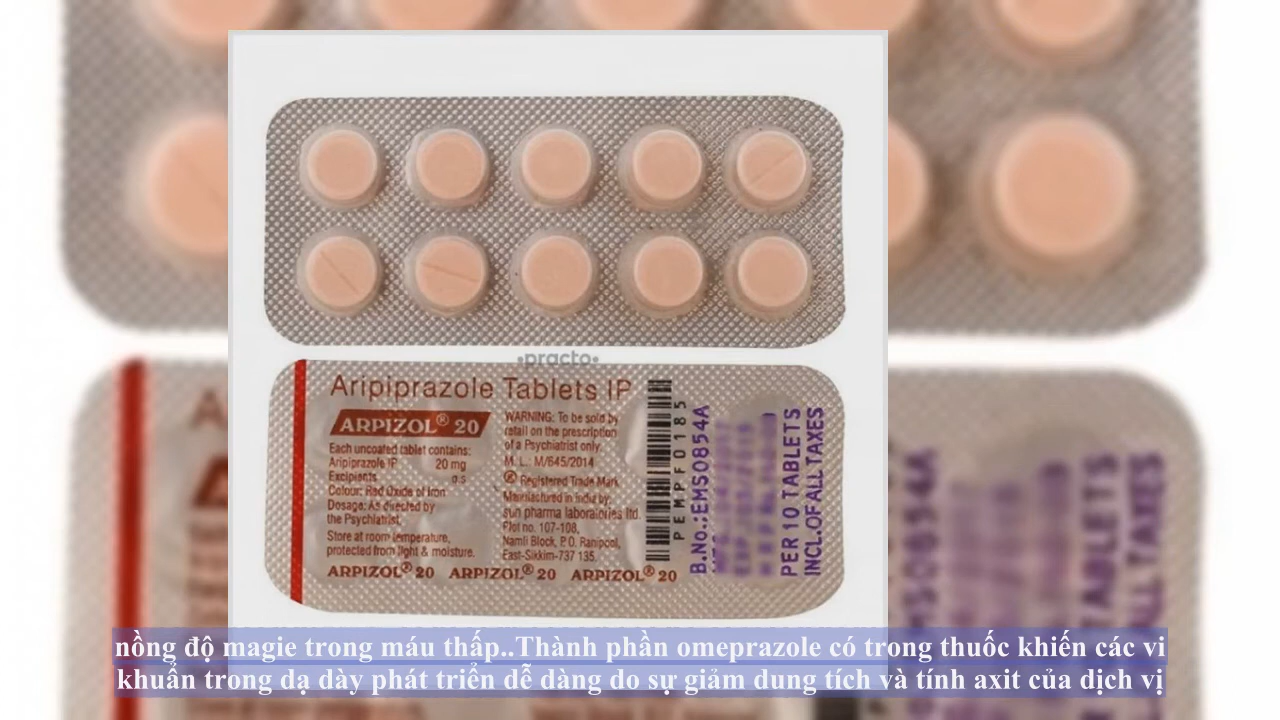 •practo•
Aripiprazole Tablets IP
ARPIZOL® 20
Each uncoated tablet contains:
Aripiprazole IP 20 mg
Excipients q s
Colour: Red Oxide of Iron
Dosage: As directed by
the Psychiatrist.
Store at room temperature,
protected from light & moisture.
WARNING: To be sold by
retail on the prescription
of a Psychiatrist only.
M. L.: M/645/2014
® Registered Trade Mark
Manufactured in India by:
sun pharma laboratories ltd.
Plot no. 107-108,
Namli Block, P.O. Ranipool,
East-Sikkim-737 135.
ARPIZOL® 20 ARPIZOL® 20 ARPIZOL® 20
PEMPF0185
B.No.:EMS0854A
PER 10 TABLETS
INCL.OF ALL TAXES
TABLETS
ALL TAXES
nồng độ magie trong máu thấp..Thành phần omeprazole có trong thuốc khiến các vi
khuẩn trong dạ dày phát triển dễ dàng do sự giảm dung tích và tính axit của dịch vị